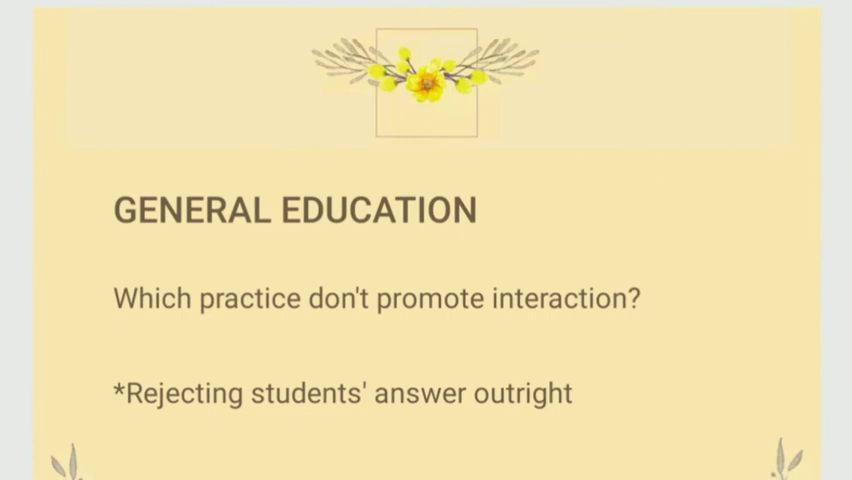 GENERAL EDUCATION
Which practice don't promote interaction?
*Rejecting students' answer outright